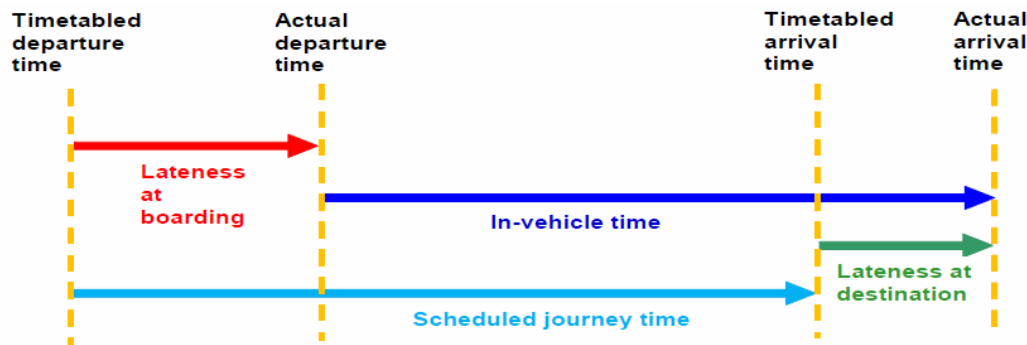 Timetabled
departure
time
Actual
departure
time
Timetabled
arrival
time
Actual
arrival
time
Lateness
at
boarding
In-vehicle time
Lateness at
destination
Scheduled journey time